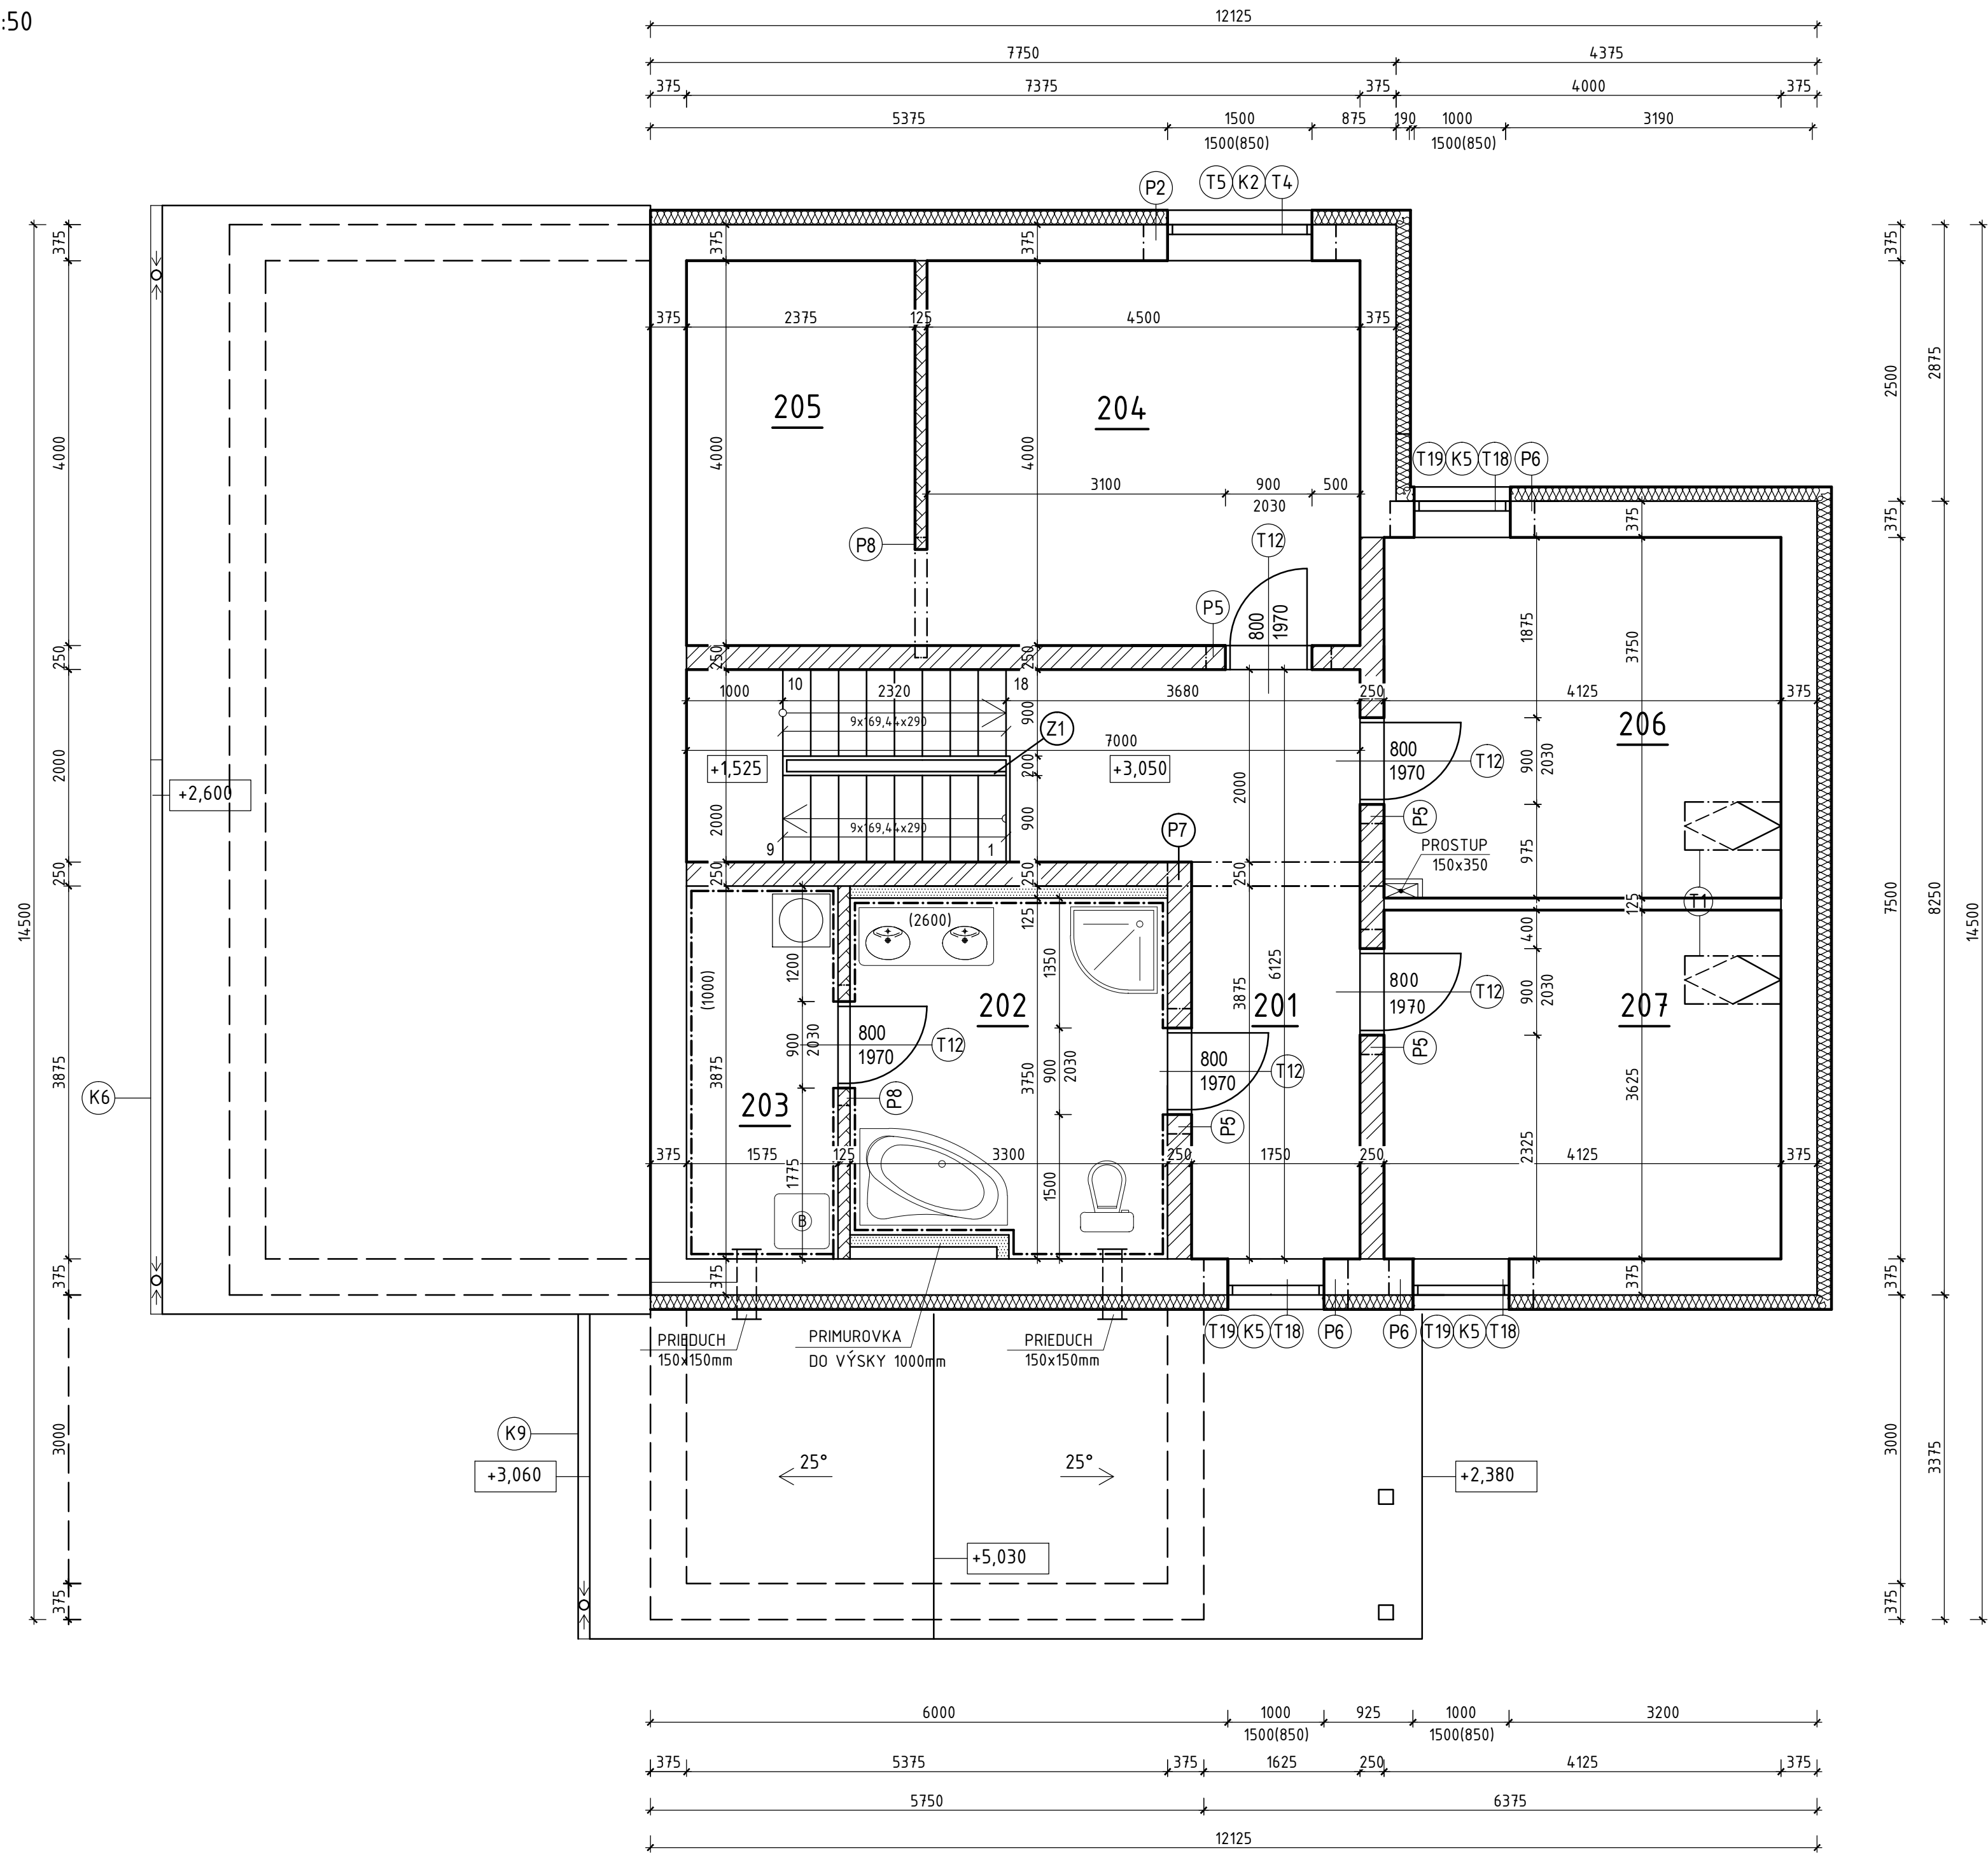 :50
12125
7750 4375
375 7375 375 4000 375
5375 1500 875 190 1000 3190
1500(850) 1500(850)
P2 T5 K2 T4
375 375 375 375
375 2375 125 4500 375
2500 2875
205 204
4000 4000 4000
T19 K5 T18 P6
3100 900 500
2030
375 375
P8 T12
P5 800 1970
1875 3750
250 250 250
10 18
1000 2320 3680 250 4125 375
9x169,44x290
900
Z1
206
7000
800
1970
T12
900 2030
+1,525 +3,050
200
2000 2000 2000
+2,600
9x169,44x290
900
9 1
P7 P5
PROSTUP
150x350
975
250 250 250 250
T1
125
400
14500 7500 8250 14500
(2600)
125
1200 1350
(1000)
3875 6125
202 201 207
800
1970
T12
900 2030
800
1970
T12
900 2030
800
1970
T12
900 2030
P5
3875 3875 3750 3625
K6
203 P8 P5
375 1575 125 3300 250 1750 250 4125 375
1775 1500 2325
B
375 375 375 375
PRIEDUCH
150x150mm
PRIMUROVKA
DO VÝSKY 1000mm
PRIEDUCH
150x150mm
T19 K5 T18 P6 P6 T19 K5 T18
3000 3000 3375
K9
+3,060 25° 25° +2,380
+5,030
375 375
6000 1000 925 1000 3200
1500(850) 1500(850)
375 5375 375 1625 250 4125 375
5750 6375
12125